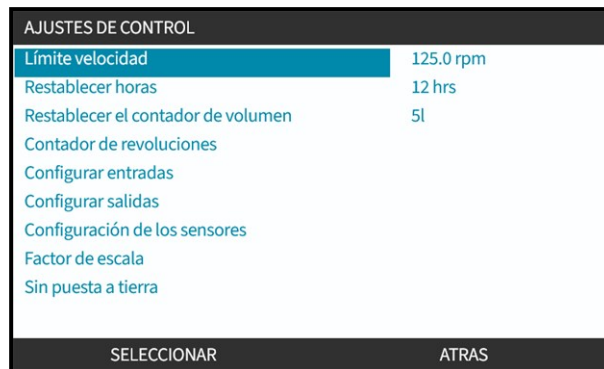 AJUSTES DE CONTROL
Límite velocidad 125.0 rpm
Restablecer horas 12 hrs
Restablecer el contador de volumen 5l
Contador de revoluciones
Configurar entradas
Configurar salidas
Configuración de los sensores
Factor de escala
Sin puesta a tierra
SELECCIONAR ATRAS